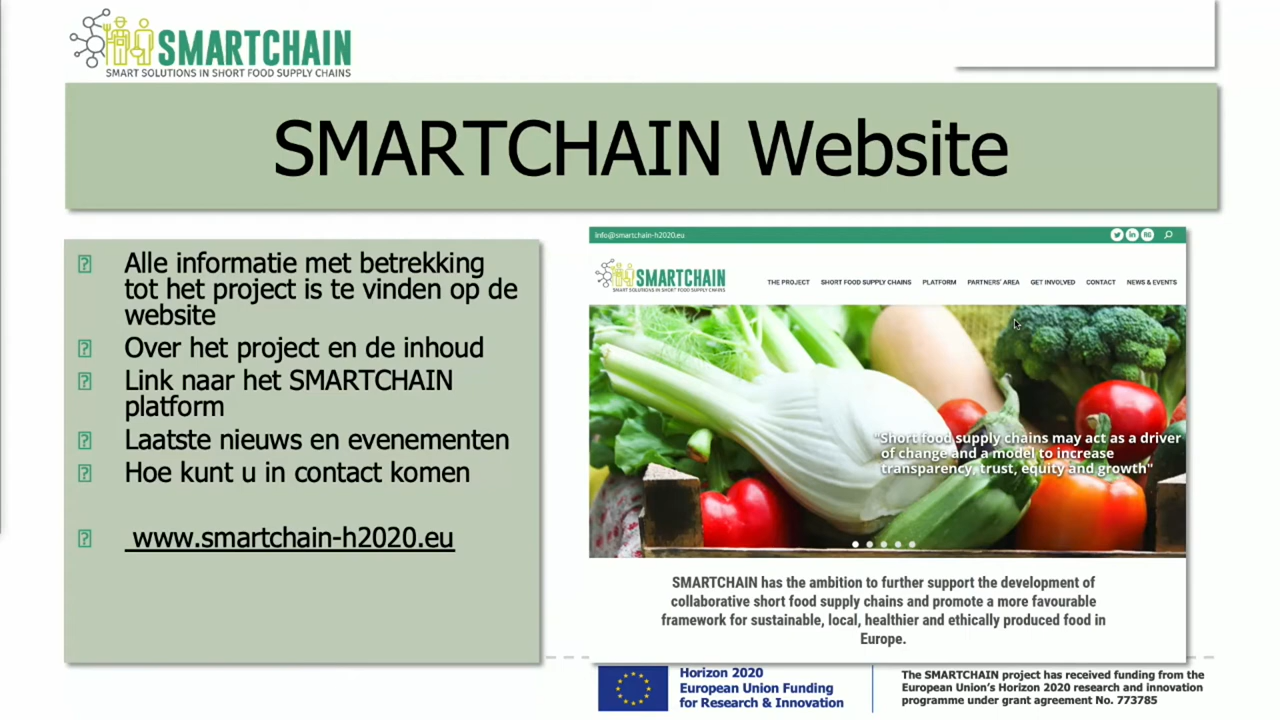 SMARTCHAIN
SMART SOLUTIONS IN SHORT FOOD SUPPLY CHAINS
SMARTCHAIN Website
Alle informatie met betrekking
tot het project is te vinden op de
website
Over het project en de inhoud
Link naar het SMARTCHAIN
platform
Laatste nieuws en evenementen
Hoe kunt u in contact komen
www.smartchain-h2020.eu
info@smartchain-h2020.eu
SMARTCHAIN
SMART SOLUTIONS IN SHORT FOOD SUPPLY CHAINS
THE PROJECT SHORT FOOD SUPPLY CHAINS PLATFORM PARTNERS' AREA GET INVOLVED CONTACT NEWS & EVENTS
"Short food supply chains may act as a driver
of change and a model to increase
transparency, trust, equity and growth"
SMARTCHAIN has the ambition to further support the development of
collaborative short food supply chains and promote a more favourable
framework for sustainable, local, healthier and ethically produced food in
Europe.
Horizon 2020
European Union Funding
for Research & Innovation
The SMARTCHAIN project has received funding from the
European Union's Horizon 2020 research and innovation
programme under grant agreement No. 773785